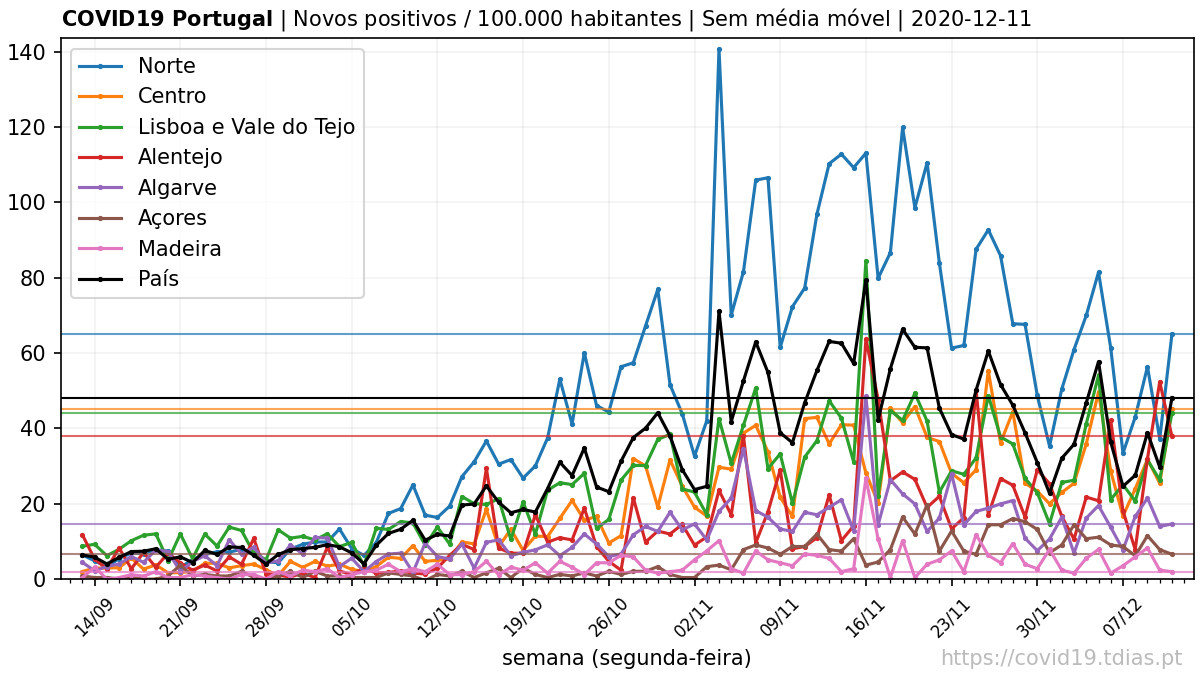 COVID19 Portugal | Novos positivos / 100.000 habitantes | Sem média móvel | 2020-12-11
140
120
100
80
60
40
20
0
Norte
Centro
Lisboa e Vale do Tejo
Alentejo
Algarve
Açores
Madeira
País
14/09 21/09 28/09 05/10 12/10 19/10 26/10 02/11 09/11 16/11 23/11 30/11 07/12
semana (segunda-feira)
https://covid19.tdias.pt